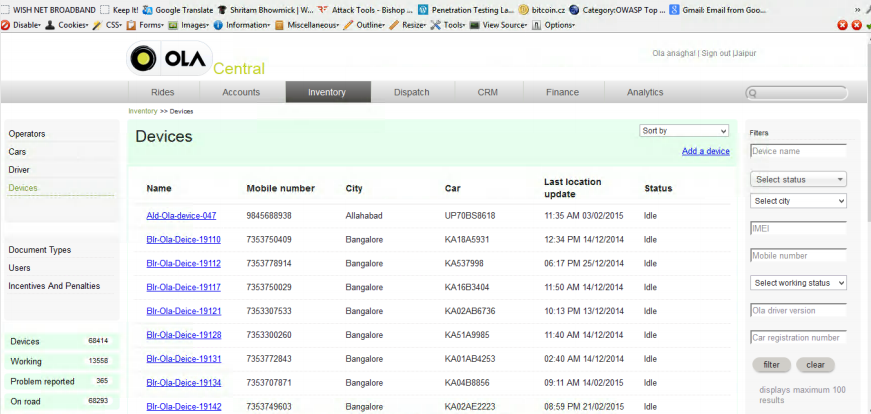 WISH NET BROADBAND Keep It! Google Translate Shritam Bhowmick | W... Attack Tools - Bishop ... Penetration Testing La... bitcoin.cz Category:OWASP Top ... Gmail: Email from Goo... »
Disable▾ Cookies▾ CSS▾ Forms▾ Images▾ Information▾ Miscellaneous▾ Outline▾ Resize▾ Tools▾ View Source▾ Options▾
OLA Central
Ola anaghal | Sign out |Jaipur
Rides Accounts Inventory Dispatch CRM Finance Analytics
Inventory >> Devices
Operators
Cars
Driver
Devices
Document Types
Users
Incentives And Penalties
Devices 68414
Working 13558
Problem reported 365
On road 68293
Devices
Sort by
Add a device
Name Mobile number City Car Last location update Status
Ald-Ola-device-047 9845688938 Allahabad UP70BS8618 11:35 AM 03/02/2015 Idle
Blr-Ola-Deice-19110 7353750409 Bangalore KA18A5931 12:34 PM 14/12/2014 Idle
Blr-Ola-Deice-19112 7353778914 Bangalore KA537998 06:17 PM 25/12/2014 Idle
Blr-Ola-Deice-19117 7353750029 Bangalore KA16B3404 11:50 AM 14/12/2014 Idle
Blr-Ola-Deice-19121 7353307533 Bangalore KA02AB6736 10:13 PM 13/12/2014 Idle
Blr-Ola-Deice-19128 7353300260 Bangalore KA51A9985 11:40 AM 14/12/2014 Idle
Blr-Ola-Deice-19131 7353772843 Bangalore KA01AB4253 02:40 AM 14/12/2014 Idle
Blr-Ola-Deice-19134 7353707871 Bangalore KA04B8856 09:11 AM 14/02/2015 Idle
Blr-Ola-Deice-19142 7353749603 Bangalore KA02AE2223 08:59 PM 21/02/2015 Idle
Filters
Device name
Select status
Select city
IMEI
Mobile number
Select working status
Ola driver version
Car registration number
filter clear
displays maximum 100
results